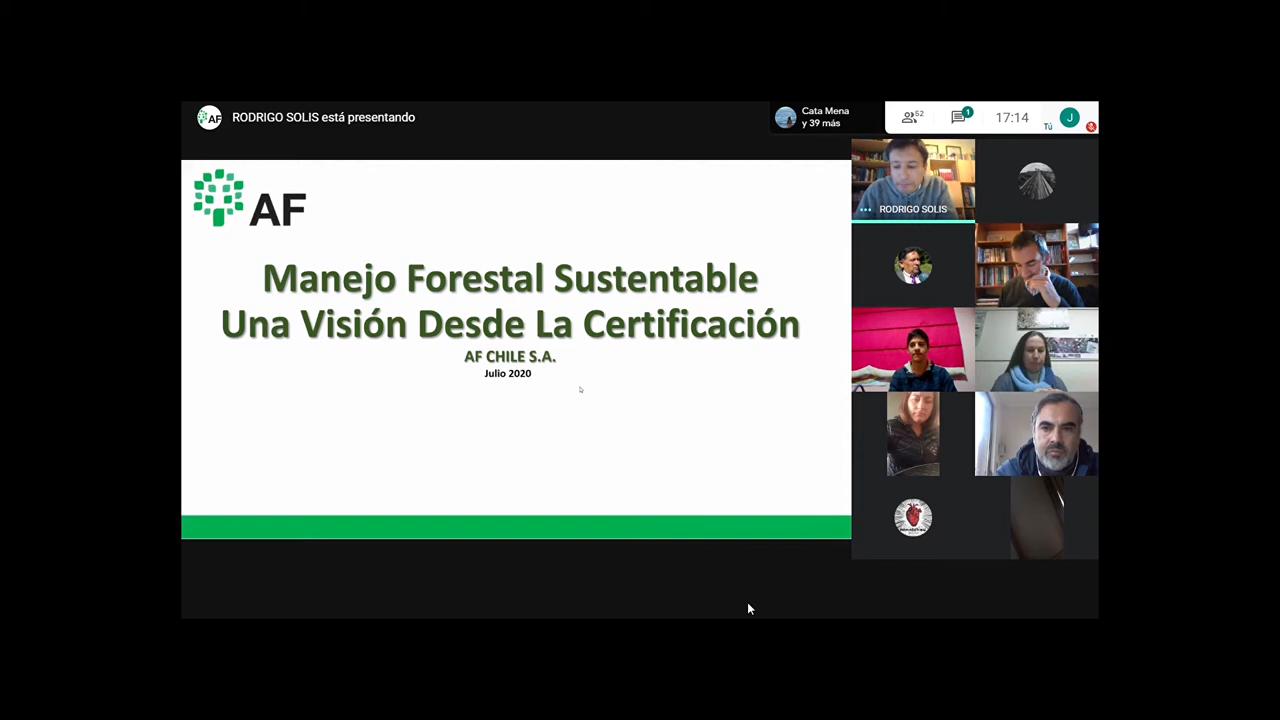 AF
RODRIGO SOLIS está presentando
Cata Mena
y 39 más
52
1
17:14
Tú
J
RODRIGO SOLIS
AF
Manejo Forestal Sustentable
Una Visión Desde La Certificación
AF CHILE S.A.
Julio 2020